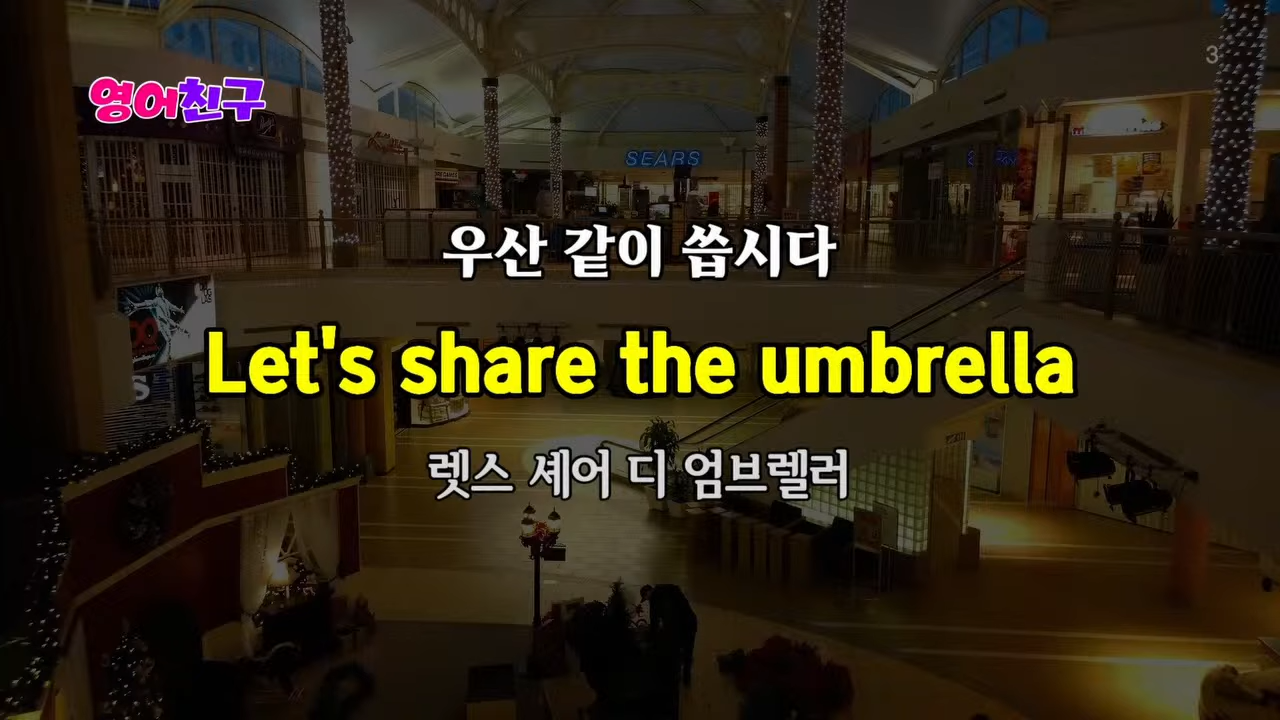 영어친구
3
SEARS
우산 같이 씁시다
Let's share the umbrella
렛스 셰어 디 엄브렐러